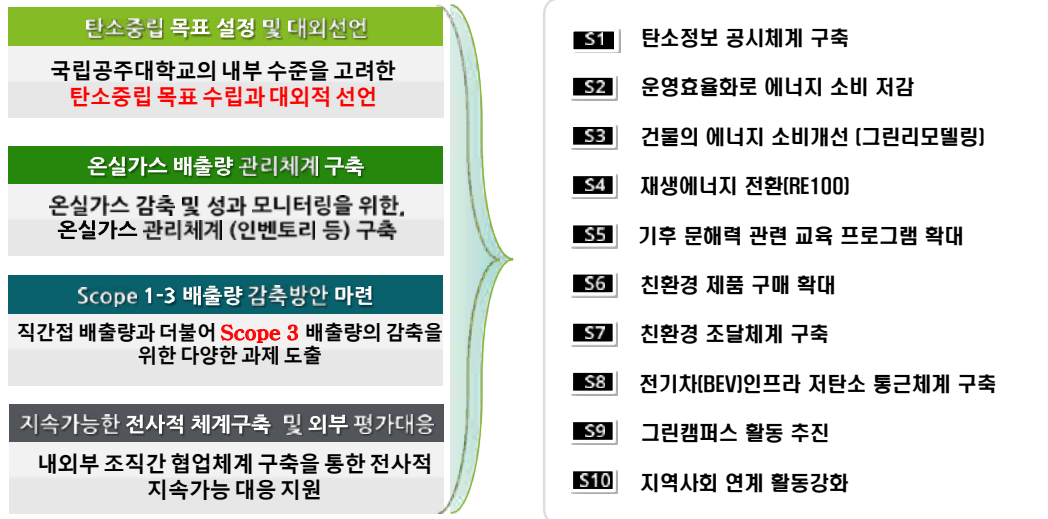 탄소중립 목표 설정 및 대외선언
국립공주대학교의 내부 수준을 고려한
탄소중립 목표 수립과 대외적 선언
온실가스 배출량 관리체계 구축
온실가스 감축 및 성과 모니터링을 위한,
온실가스 관리체계 (인벤토리 등) 구축
Scope 1-3 배출량 감축방안 마련
직간접 배출량과 더불어 Scope 3 배출량의 감축을
위한 다양한 과제 도출
지속가능한 전사적 체계구축 및 외부 평가대응
내외부 조직간 협업체계 구축을 통한 전사적
지속가능 대응 지원
S1 탄소정보 공시체계 구축
S2 운영효율화로 에너지 소비 저감
S3 건물의 에너지 소비개선 (그린리모델링)
S4 재생에너지 전환(RE100)
S5 기후 문해력 관련 교육 프로그램 확대
S6 친환경 제품 구매 확대
S7 친환경 조달체계 구축
S8 전기차(BEV)인프라 저탄소 통근체계 구축
S9 그린캠퍼스 활동 추진
S10 지역사회 연계 활동강화